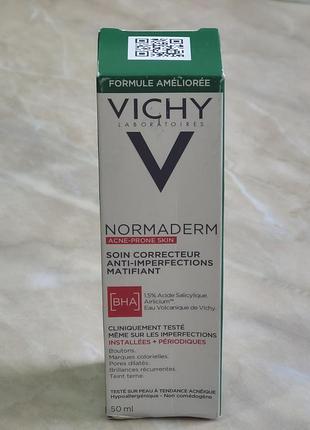 FORMULE AMÉLIORÉE
VICHY
LABORATOIRES
NORMADERM
ACNE-PRONE SKIN
SOIN CORRECTEUR
ANTI-IMPERFECTIONS
MATIFIANT
[BHA]
1,5% Acide Salicylique,
Airlicium™
Eau Volcanique de Vichy.
CLINIQUEMENT TESTÉ
MÊME SUR LES IMPERFECTIONS
INSTALLÉES + PÉRIODIQUES
Boutons.
Marques colorielles.
Pores dilatés.
Brillances récurrentes.
Teint terne.
TESTÉ SUR PEAU À TENDANCE ACNÉIQUE
Hypoallergénique - Non comédogène
50 ml